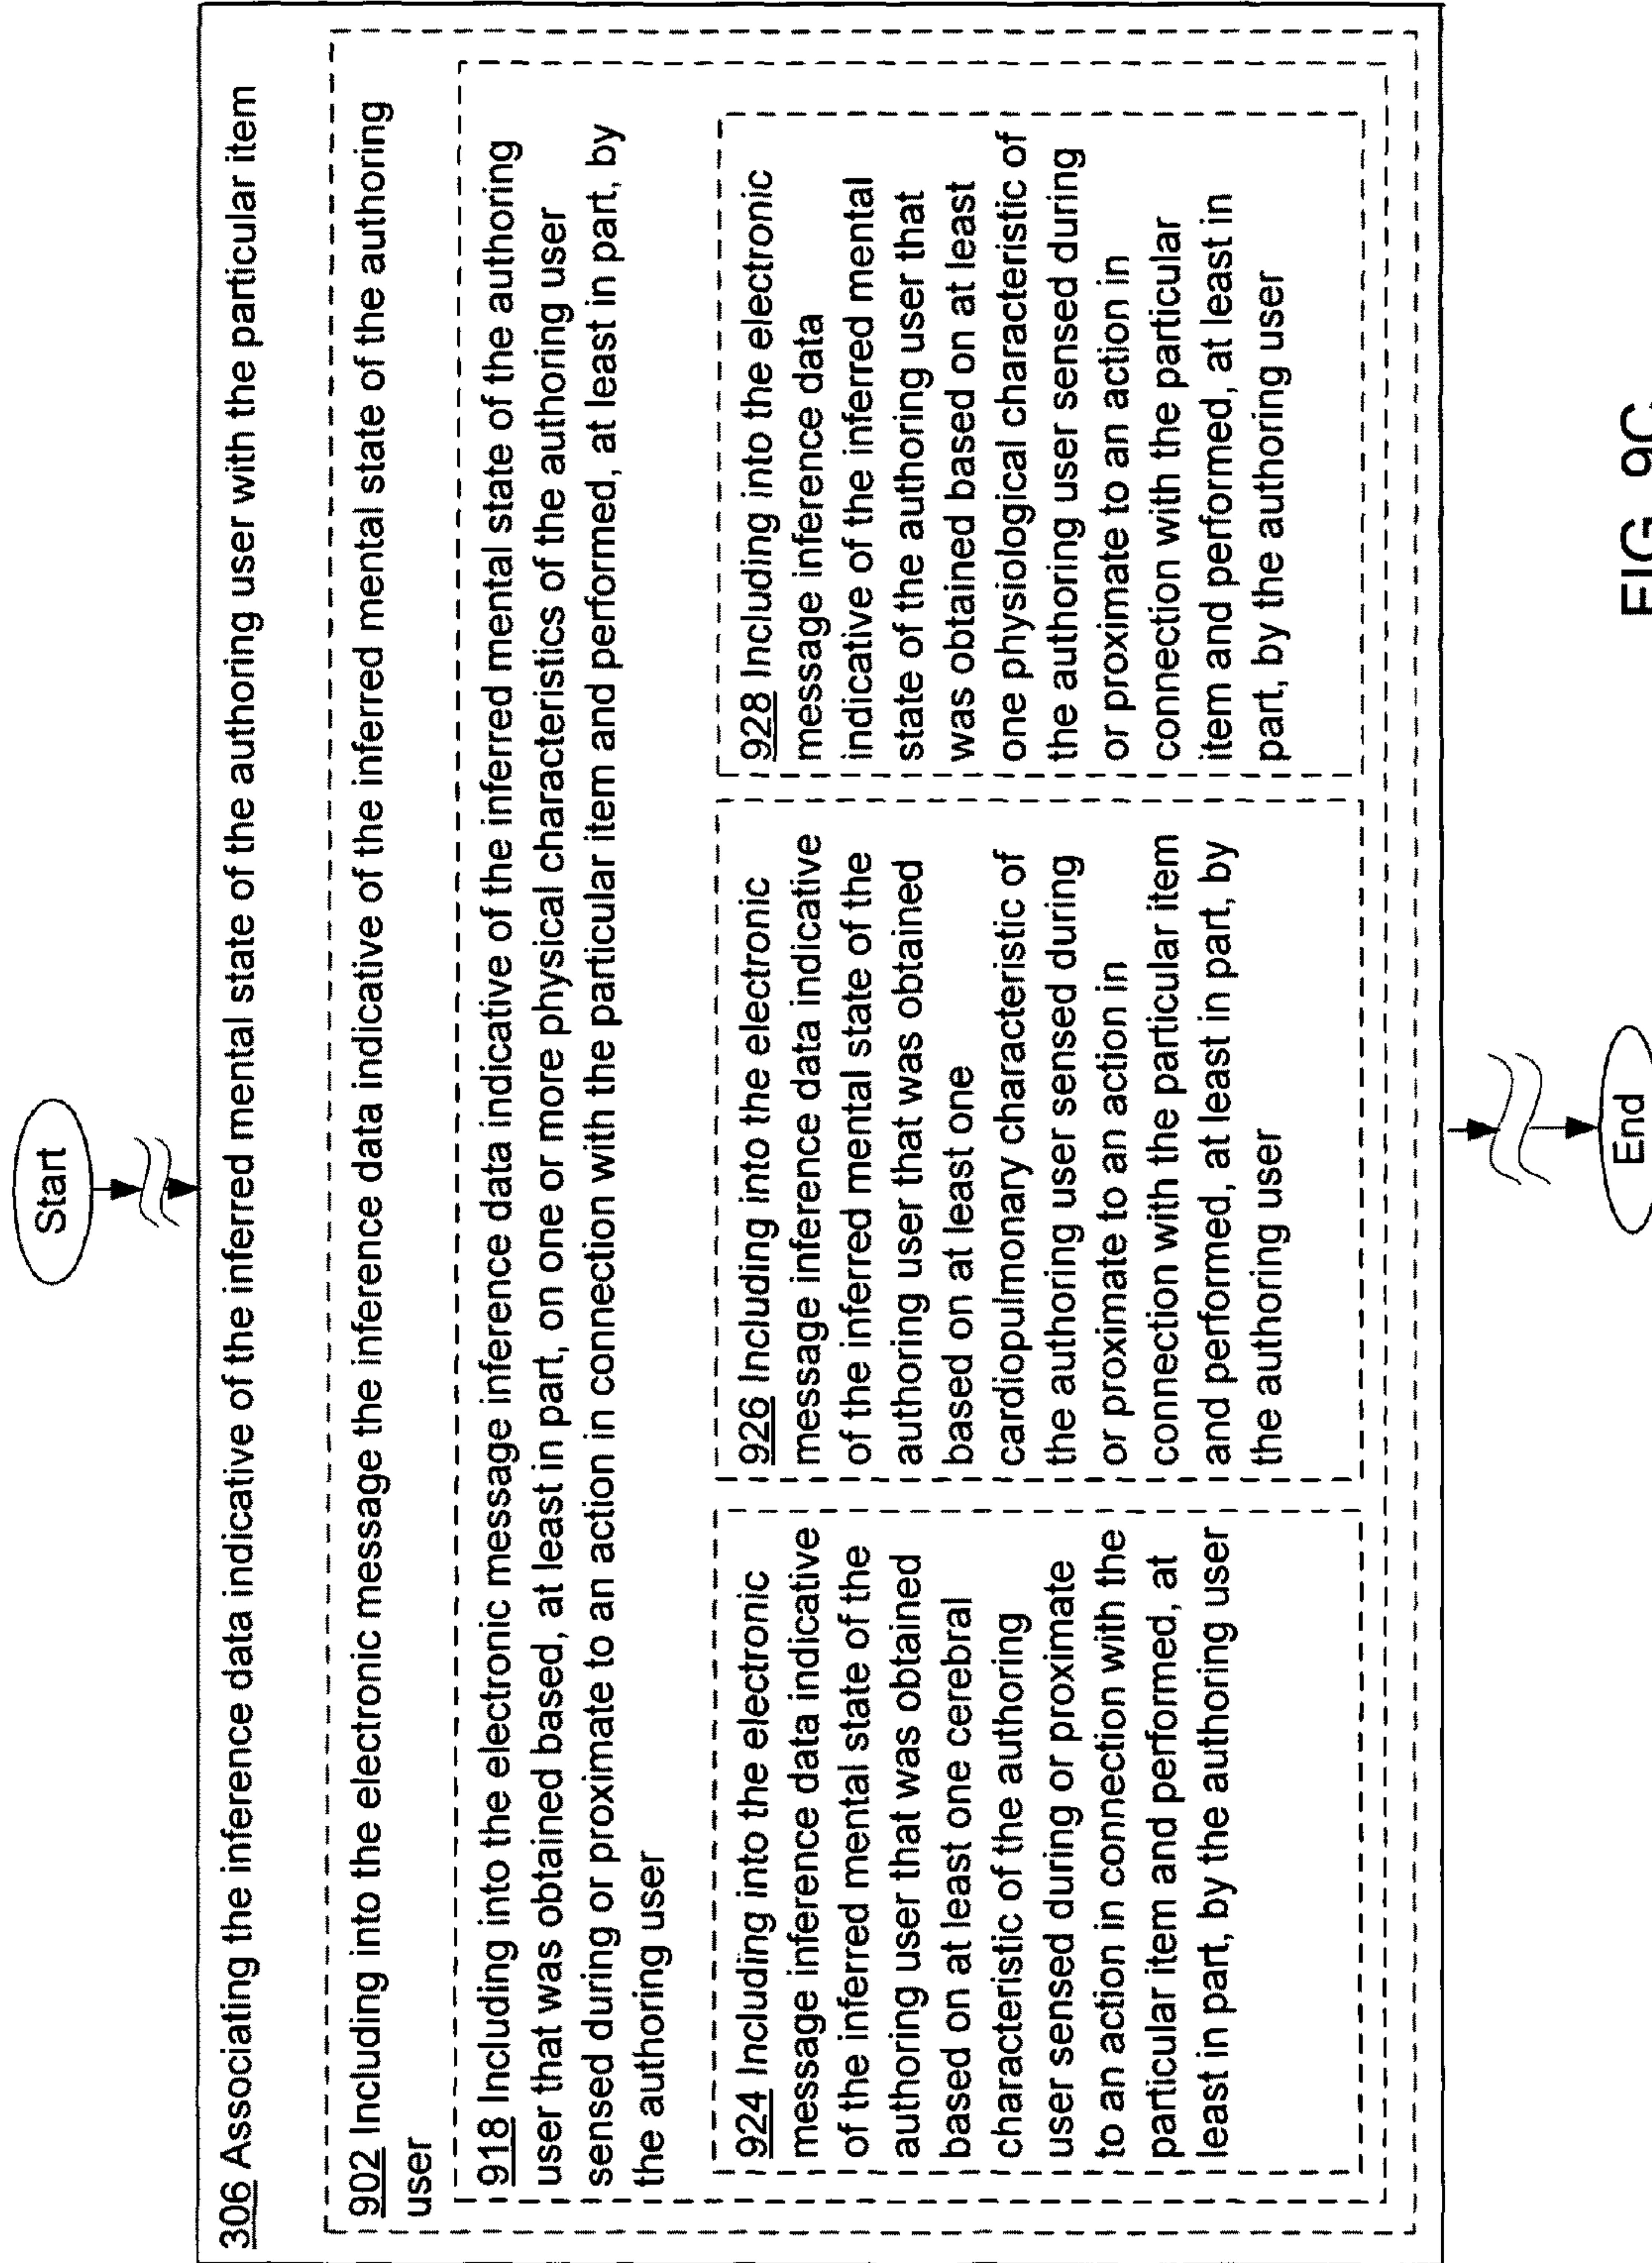 Start
306 Associating the inference data indicative of the inferred mental state of the authoring user with the particular item
902 Including into the electronic message the inference data indicative of the inferred mental state of the authoring
user
918 Including into the electronic message inference data indicative of the inferred mental state of the authoring
user that was obtained based, at least in part, on one or more physical characteristics of the authoring user
sensed during or proximate to an action in connection with the particular item and performed, at least in part, by
the authoring user
924 Including into the electronic
message inference data indicative
of the inferred mental state of the
authoring user that was obtained
based on at least one cerebral
characteristic of the authoring
user sensed during or proximate
to an action in connection with the
particular item and performed, at
least in part, by the authoring user
926 Including into the electronic
message inference data indicative
of the inferred mental state of the
authoring user that was obtained
based on at least one
cardiopulmonary characteristic of
the authoring user sensed during
or proximate to an action in
connection with the particular item
and performed, at least in part, by
the authoring user
928 Including into the electronic
message inference data
indicative of the inferred mental
state of the authoring user that
was obtained based on at least
one physiological characteristic of
the authoring user sensed during
or proximate to an action in
connection with the particular
item and performed, at least in
part, by the authoring user
End
FIG. 9C